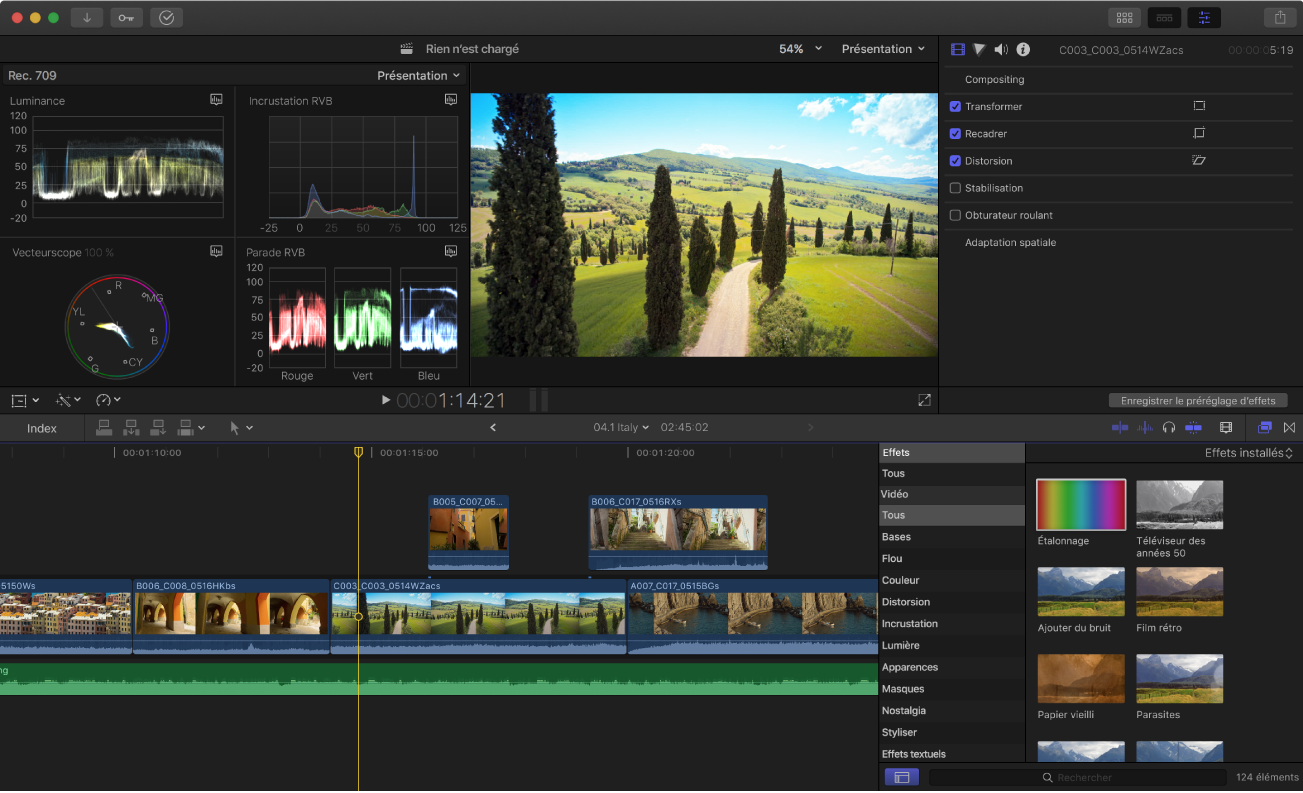 Rien n'est chargé
54%
Présentation
C003_C003_0514WZacs
00:00:05:19
Rec. 709
Présentation
Compositing
Transformer
Recadrer
Distorsion
Stabilisation
Obturateur roulant
Adaptation spatiale
Luminance
120
100
75
50
25
0
-20
Incrustation RVB
-25
0
25
50
75
100
125
Vecteurscope 100 %
R
MG
B
CY
G
YL
Parade RVB
120
100
75
50
25
0
-20
Rouge
Vert
Bleu
00:01:14:21
Enregistrer le préréglage d'effets
Index
04.1 Italy
02:45:02
00:01:10:00
00:01:15:00
00:01:20:00
B005_C007_05...
B006_C017_0516RXs
5150Ws
B006_C008_0516HKbs
C003_C003_0514WZacs
A007_C017_0515BGs
ng
Effets
Tous
Vidéo
Tous
Bases
Flou
Couleur
Distorsion
Incrustation
Lumière
Apparences
Masques
Nostalgia
Styliser
Effets textuels
Effets installés
Étalonnage
Téléviseur des
années 50
Ajouter du bruit
Film rétro
Papier vieilli
Parasites
Rechercher
124 éléments